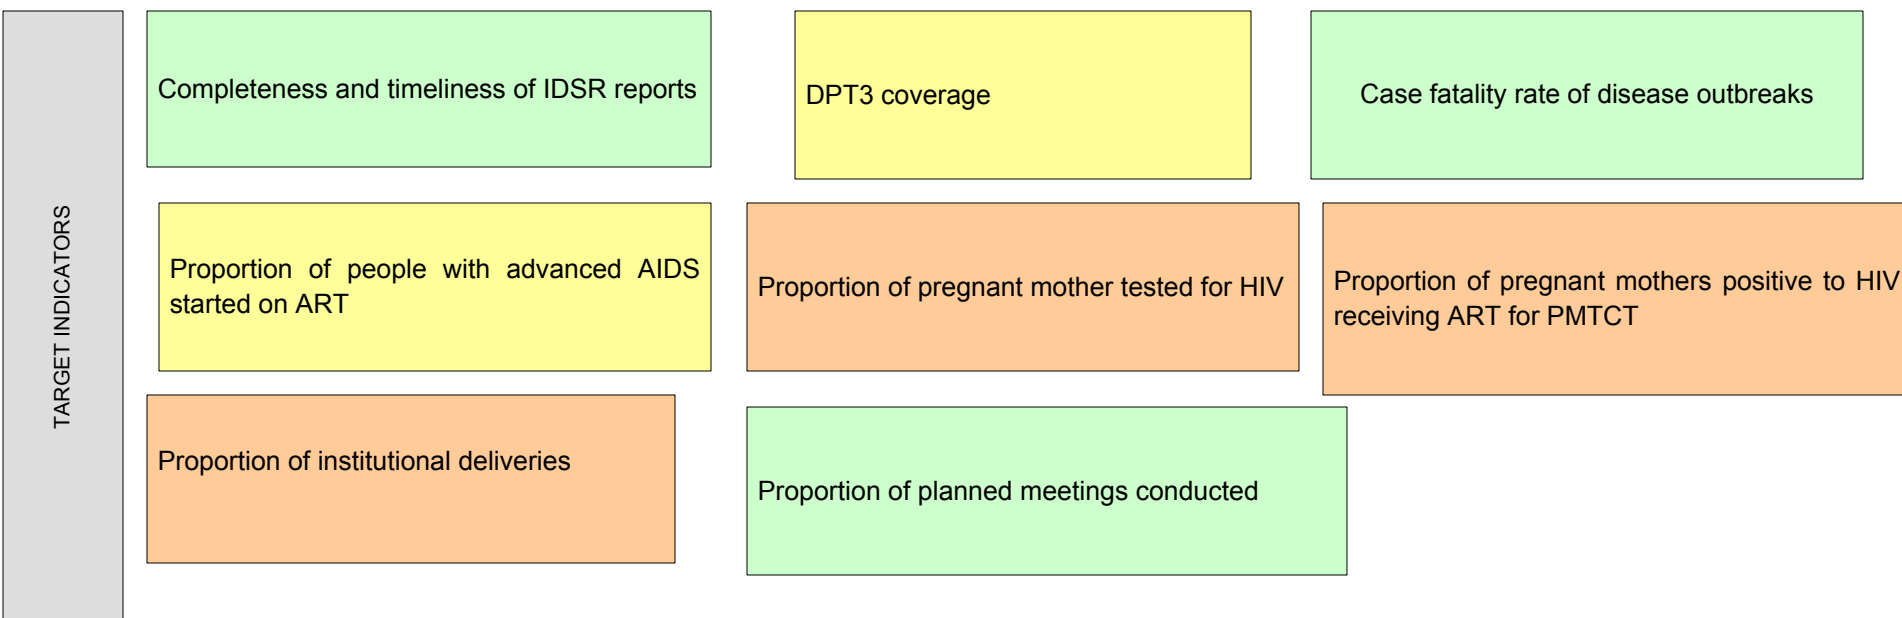 TARGET INDICATORS
Completeness and timeliness of IDSR reports
DPT3 coverage
Case fatality rate of disease outbreaks
Proportion of people with advanced AIDS
started on ART
Proportion of pregnant mother tested for HIV
Proportion of pregnant mothers positive to HIV
receiving ART for PMTCT
Proportion of institutional deliveries
Proportion of planned meetings conducted